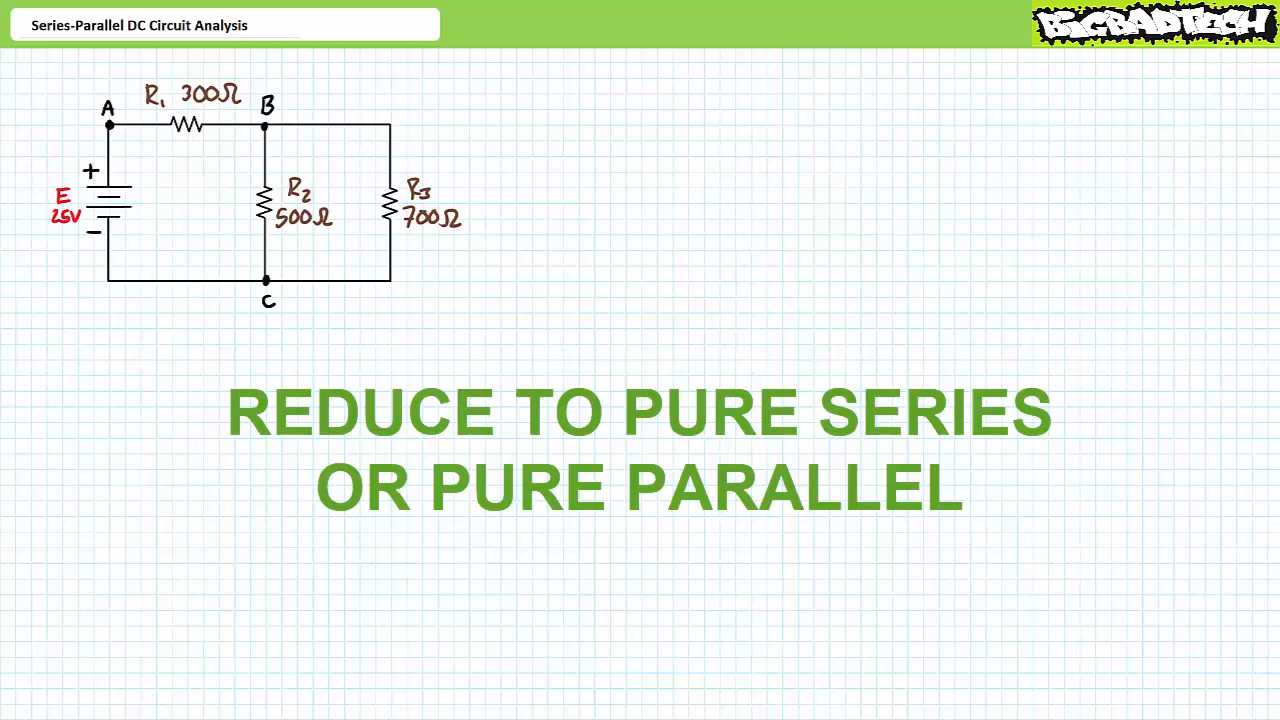 Series-Parallel DC Circuit Analysis
BIGBADTECH
R₁ 300Ω
A
B
+
E
25V
−
R₂
500Ω
R₃
700Ω
C
REDUCE TO PURE SERIES
OR PURE PARALLEL